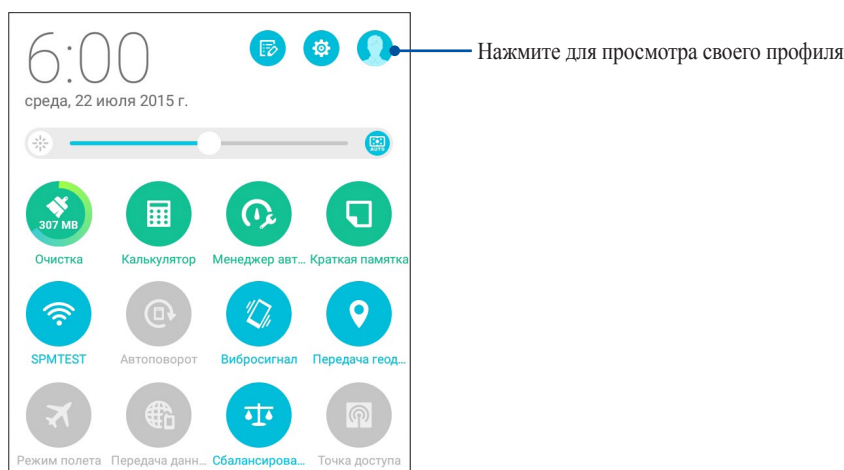 6:00
Нажмите для просмотра своего профиля
среда, 22 июля 2015 г.
AUTO
307 MB
Очистка Калькулятор Менеджер авт... Краткая памятка
SPMTEST Автоповорот Вибросигнал Передача геод...
Режим полета Передача данн... Сбалансирова... Точка доступа